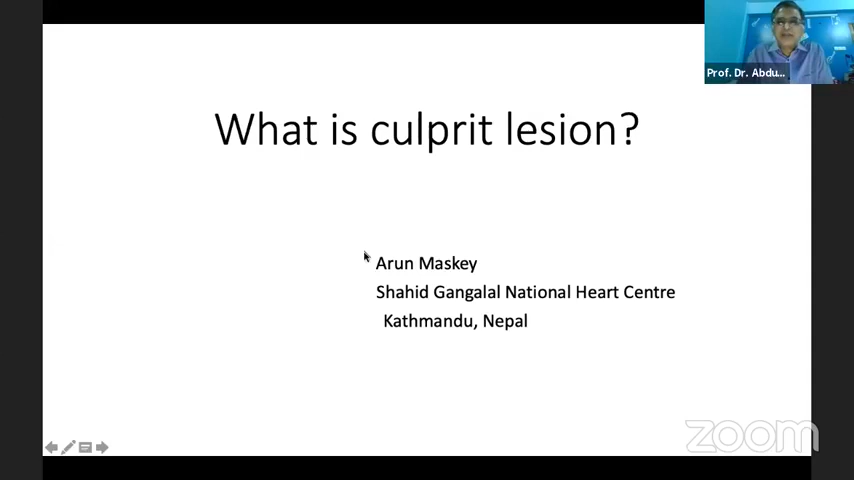 Prof. Dr. Abdu...
What is culprit lesion?
Arun Maskey
Shahid Gangalal National Heart Centre
Kathmandu, Nepal
zoom